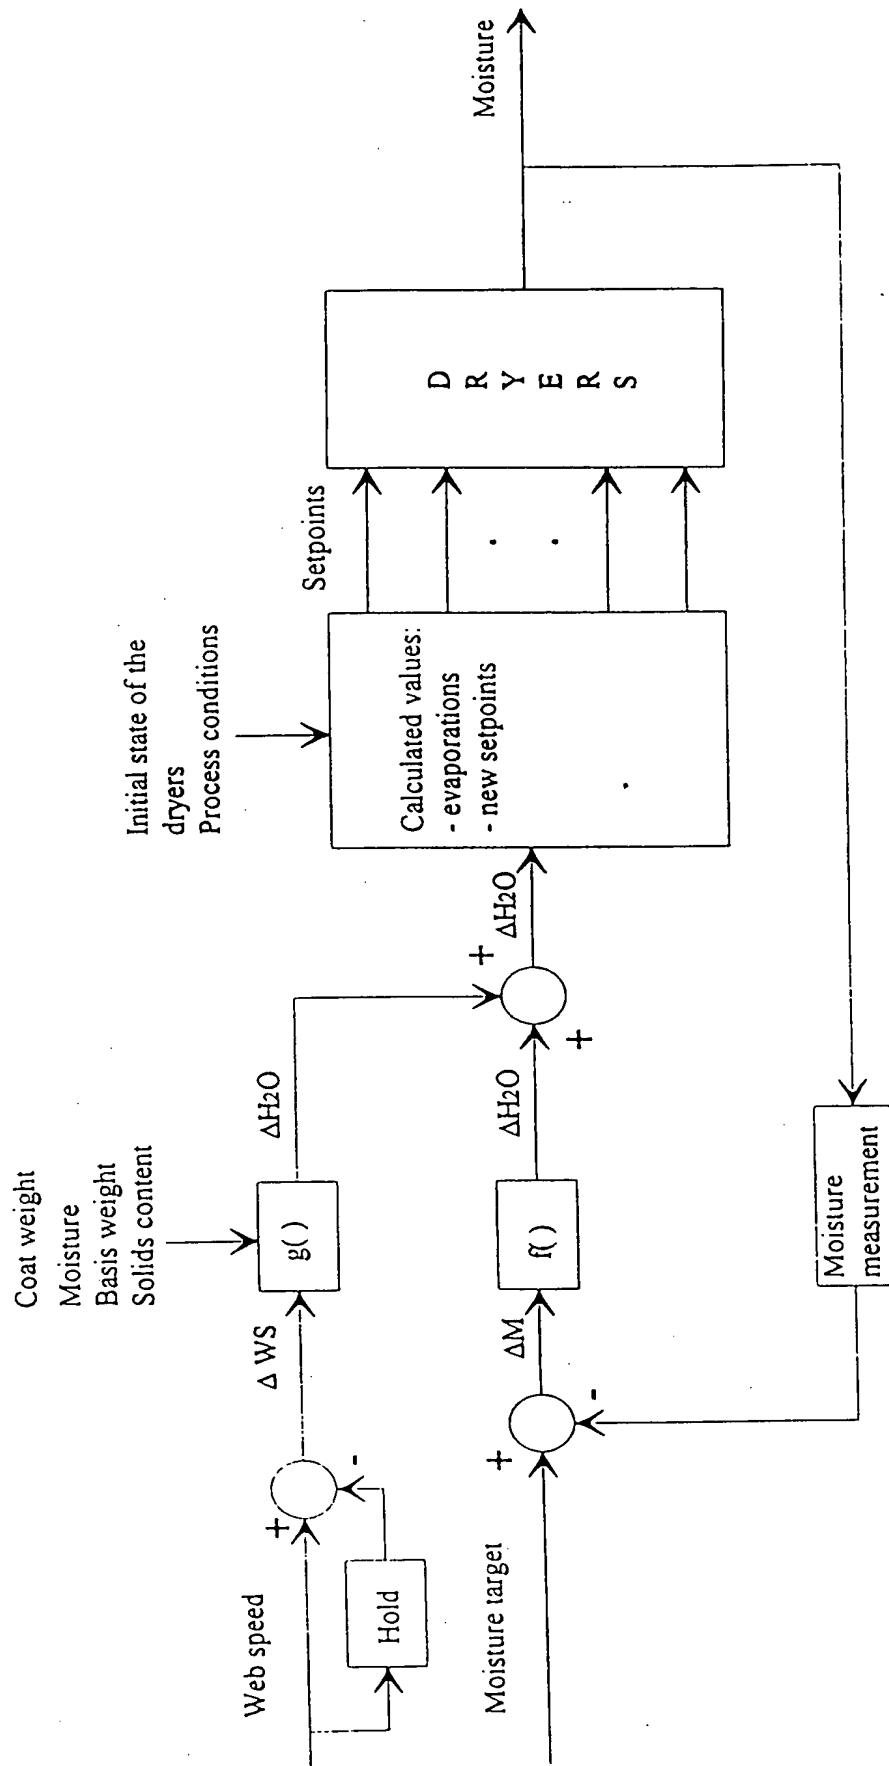 Coat weight
Moisture
Basis weight
Solids content
Initial state of the
dryers
Process conditions
Web speed
+
-
Hold
Δ WS
g( )
ΔH2O
Setpoints
Moisture
Moisture target
+
-
ΔM
f( )
ΔH2O
+
+
ΔH2O
Calculated values:
- evaporations
- new setpoints
D
R
Y
E
R
S
Moisture
measurement